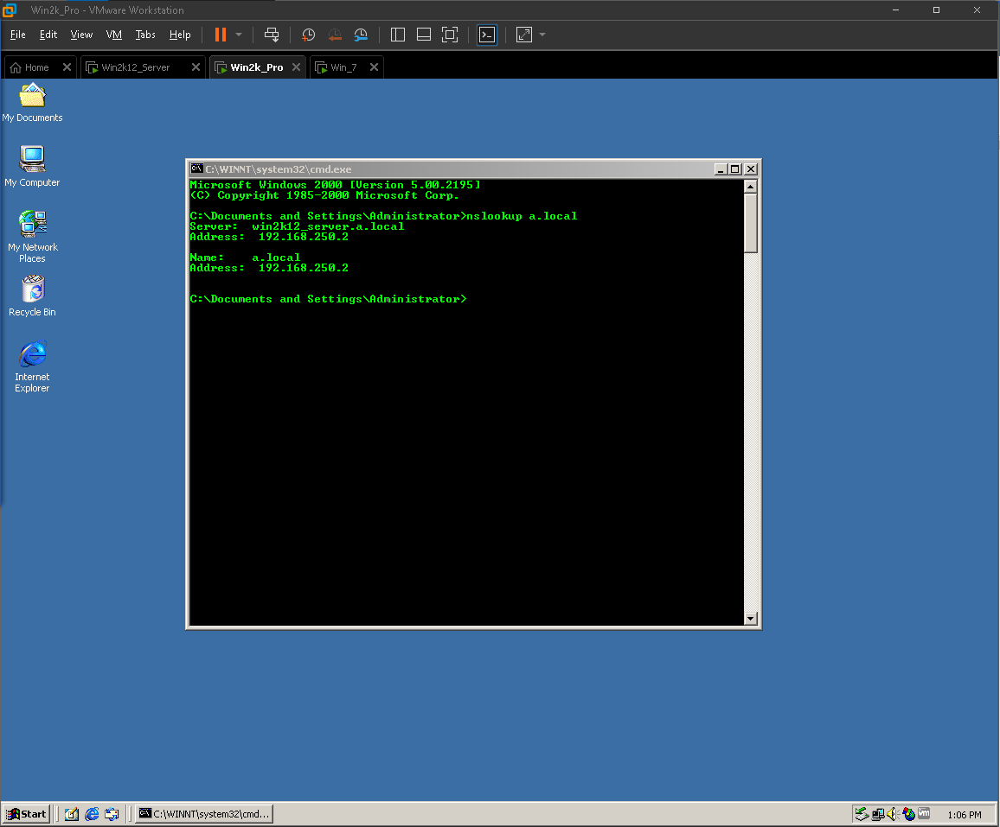 Win2k_Pro - VMware Workstation
File Edit View VM Tabs Help
Home Win2k12_Server Win2k_Pro Win_7
My Documents
My Computer
My Network
Places
Recycle Bin
Internet
Explorer
C:\WINNT\system32\cmd.exe
Microsoft Windows 2000 [Version 5.00.2195]
(C) Copyright 1985-2000 Microsoft Corp.
C:\Documents and Settings\Administrator>nslookup a.local
Server:  win2k12_server.a.local
Address:  192.168.250.2
Name:    a.local
Address:  192.168.250.2
C:\Documents and Settings\Administrator>
Start C:\WINNT\system32\cmd... 1:06 PM